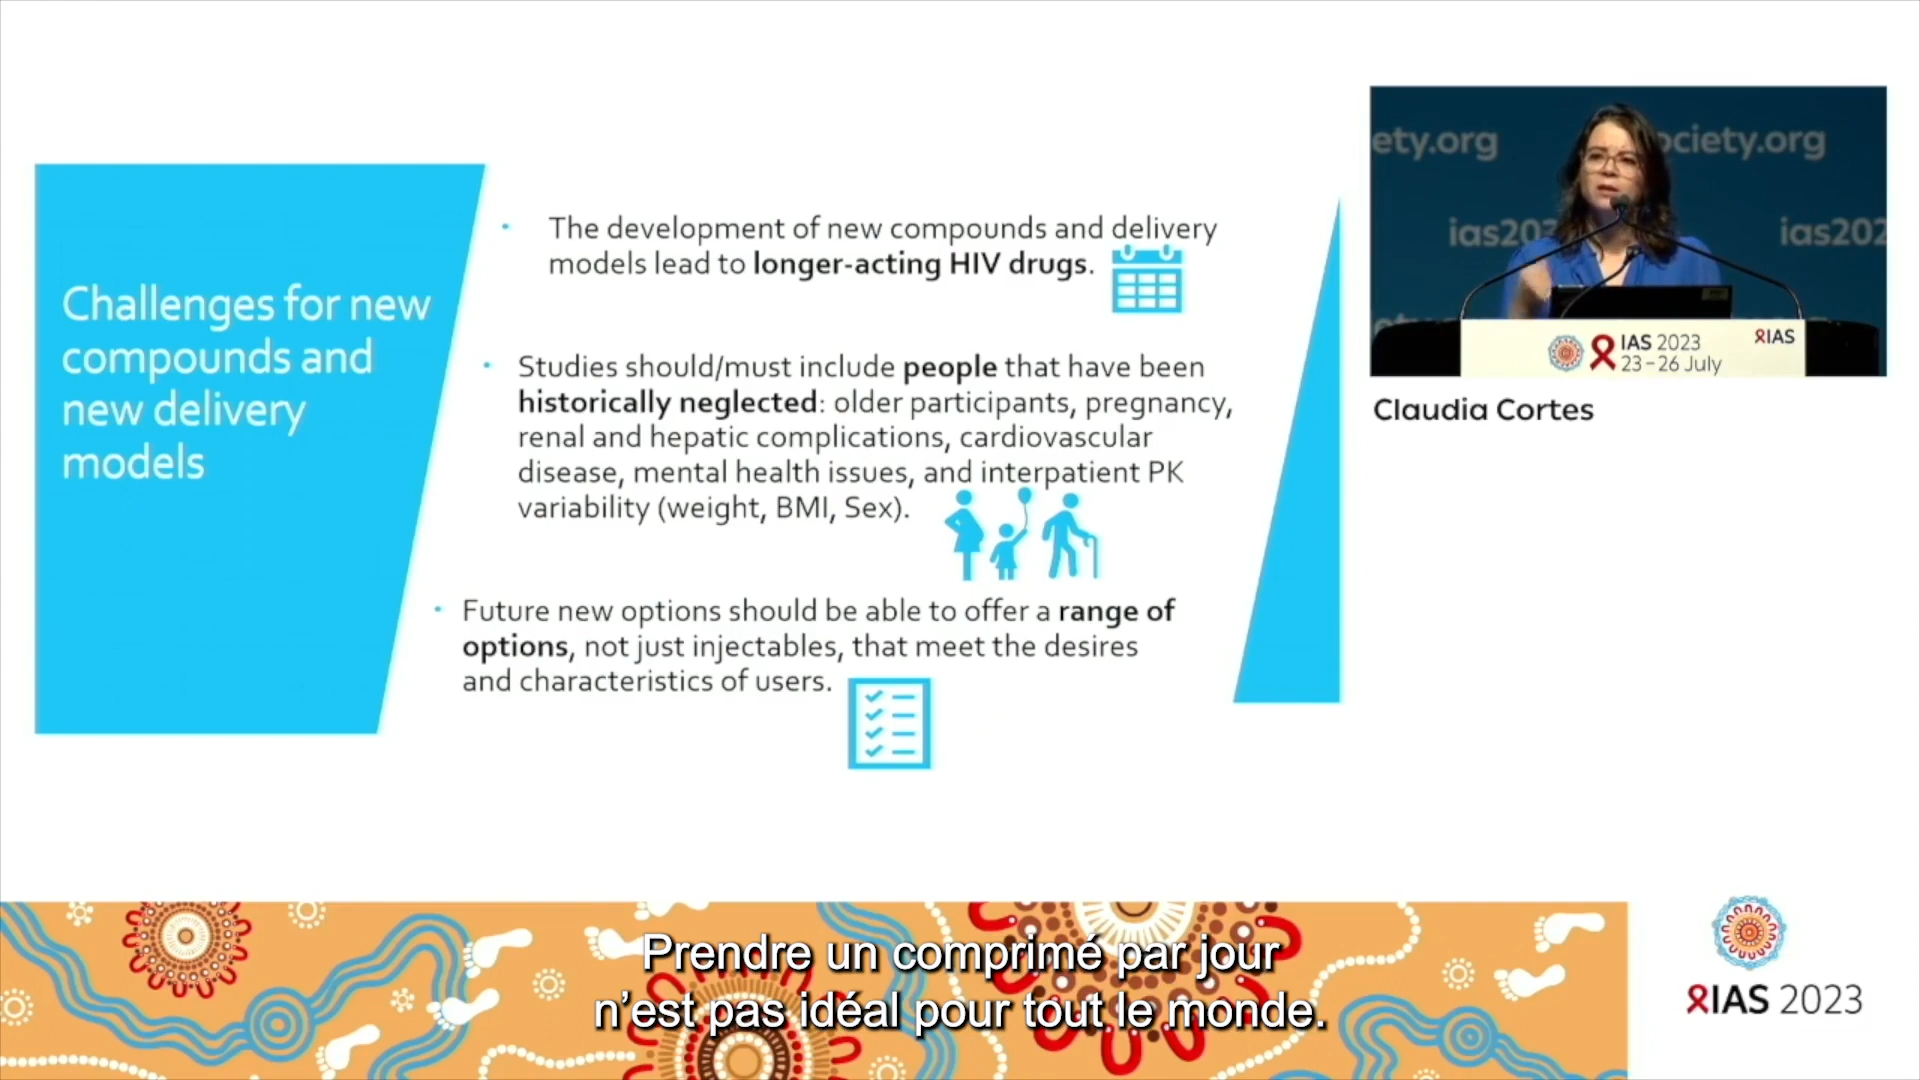 Challenges for new
compounds and
new delivery
models
• The development of new compounds and delivery
models lead to longer-acting HIV drugs.
• Studies should/must include people that have been
historically neglected: older participants, pregnancy,
renal and hepatic complications, cardiovascular
disease, mental health issues, and interpatient PK
variability (weight, BMI, Sex).
• Future new options should be able to offer a range of
options, not just injectables, that meet the desires
and characteristics of users.
ety.org
ociety.org
ias202
ias202
IAS 2023
23–26 July
IAS
Claudia Cortes
Prendre un comprimé par jour
n’est pas idéal pour tout le monde.
IAS 2023